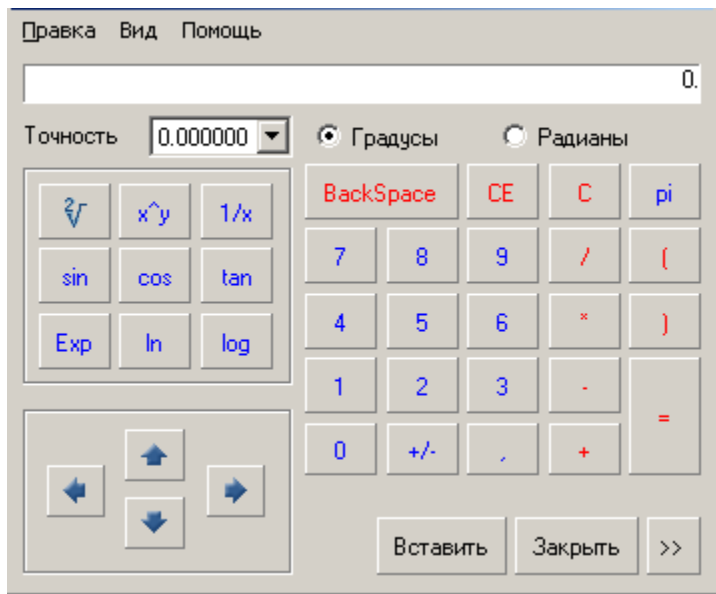 Правка Вид Помощь
0.
Точность 0.000000 Градусы Радианы
2√ x^y 1/x
sin cos tan
Exp ln log
BackSpace CE C pi
7 8 9 / (
4 5 6 * )
1 2 3 - =
0 +/- , +
Вставить Закрыть >>